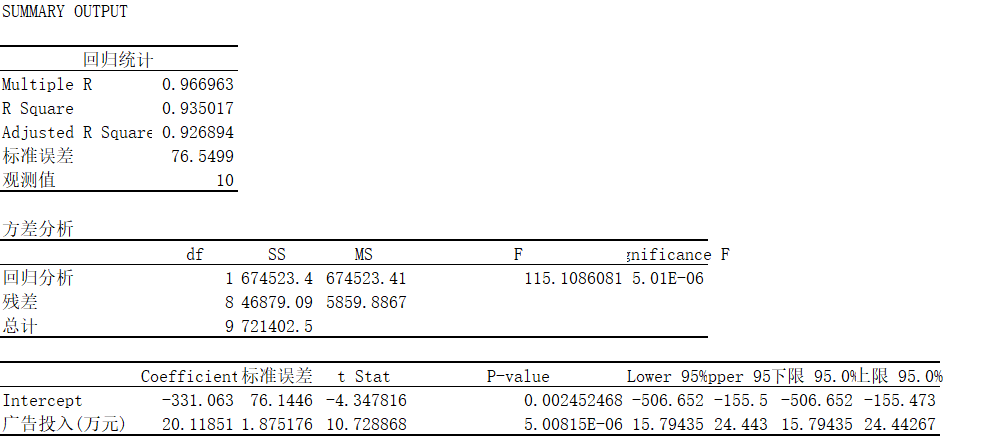 SUMMARY OUTPUT
回归统计
Multiple R 0.966963
R Square 0.935017
Adjusted R Square 0.926894
标准误差 76.5499
观测值 10
方差分析
df SS MS F gnificance F
回归分析 1 674523.4 674523.41 115.1086081 5.01E-06
残差 8 46879.09 5859.8867
总计 9 721402.5
Coefficient 标准误差 t Stat P-value Lower 95% pper 95 下限 95.0% 上限 95.0%
Intercept -331.063 76.1446 -4.347816 0.002452468 -506.652 -155.5 -506.652 -155.473
广告投入(万元) 20.11851 1.875176 10.728868 5.00815E-06 15.79435 24.443 15.79435 24.44267